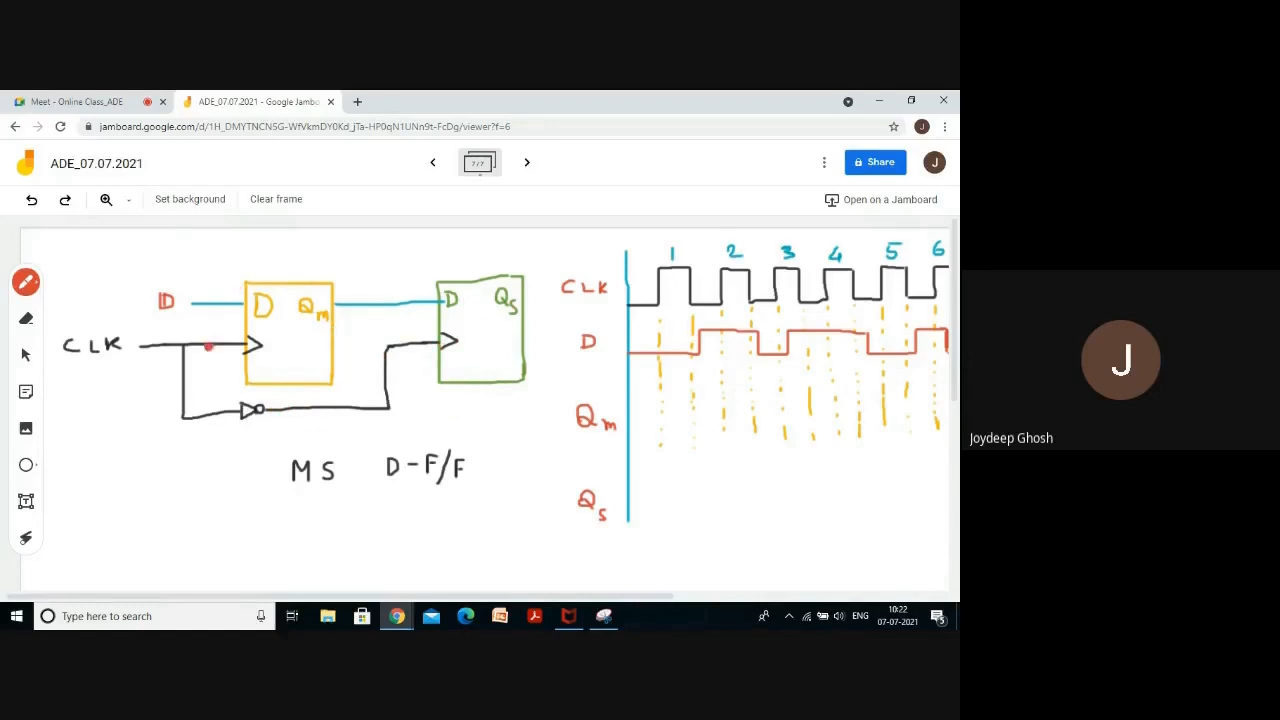 Meet - Online Class_ADE
ADE_07.07.2021 - Google Jambo
jamboard.google.com/d/1H_DMYTNCNSG-WfVkmDY0Kd_jTa-HP0qN1UNn9t-FcDg/viewer?f=6
J
ADE_07.07.2021
7/7
Share
J
Set background
Clear frame
Open on a Jamboard
1 2 3 4 5 6
CLK
D
D Qm
D Qs
CLK
D
Qm
MS D-F/F
Qs
J
Joydeep Ghosh
Type here to search
ENG
10:22
07-07-2021
5